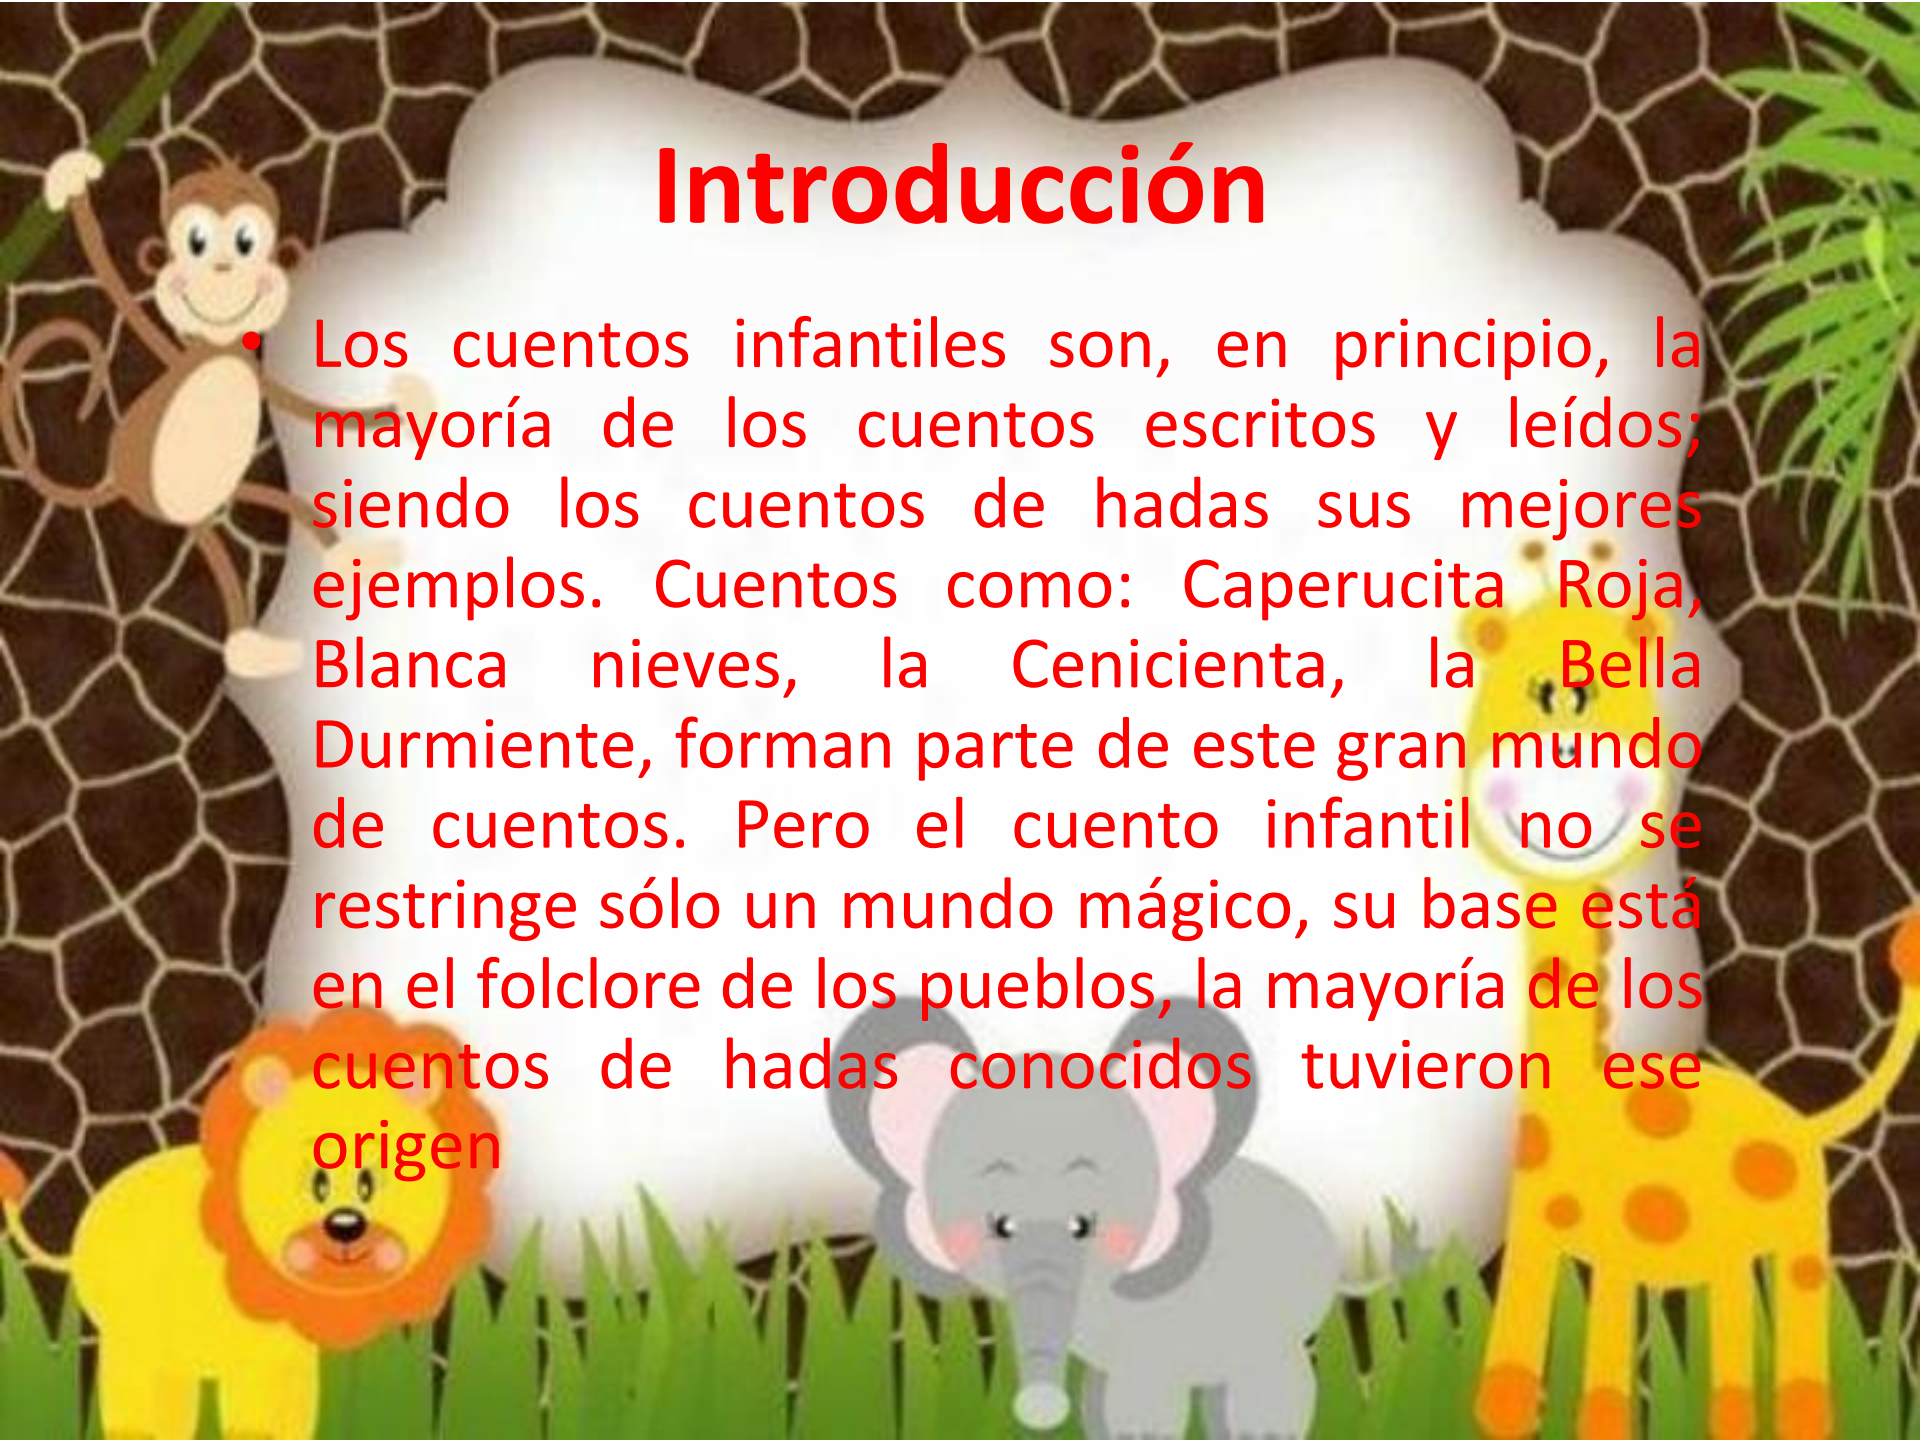 Introducción
• Los cuentos infantiles son, en principio, la
mayoría de los cuentos escritos y leídos;
siendo los cuentos de hadas sus mejores
ejemplos. Cuentos como: Caperucita Roja,
Blanca nieves, la Cenicienta, la Bella
Durmiente, forman parte de este gran mundo
de cuentos. Pero el cuento infantil no se
restringe sólo un mundo mágico, su base está
en el folclore de los pueblos, la mayoría de los
cuentos de hadas conocidos tuvieron ese
origen